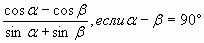 cos α − cos β
sin α + sin β , если α − β = 90°